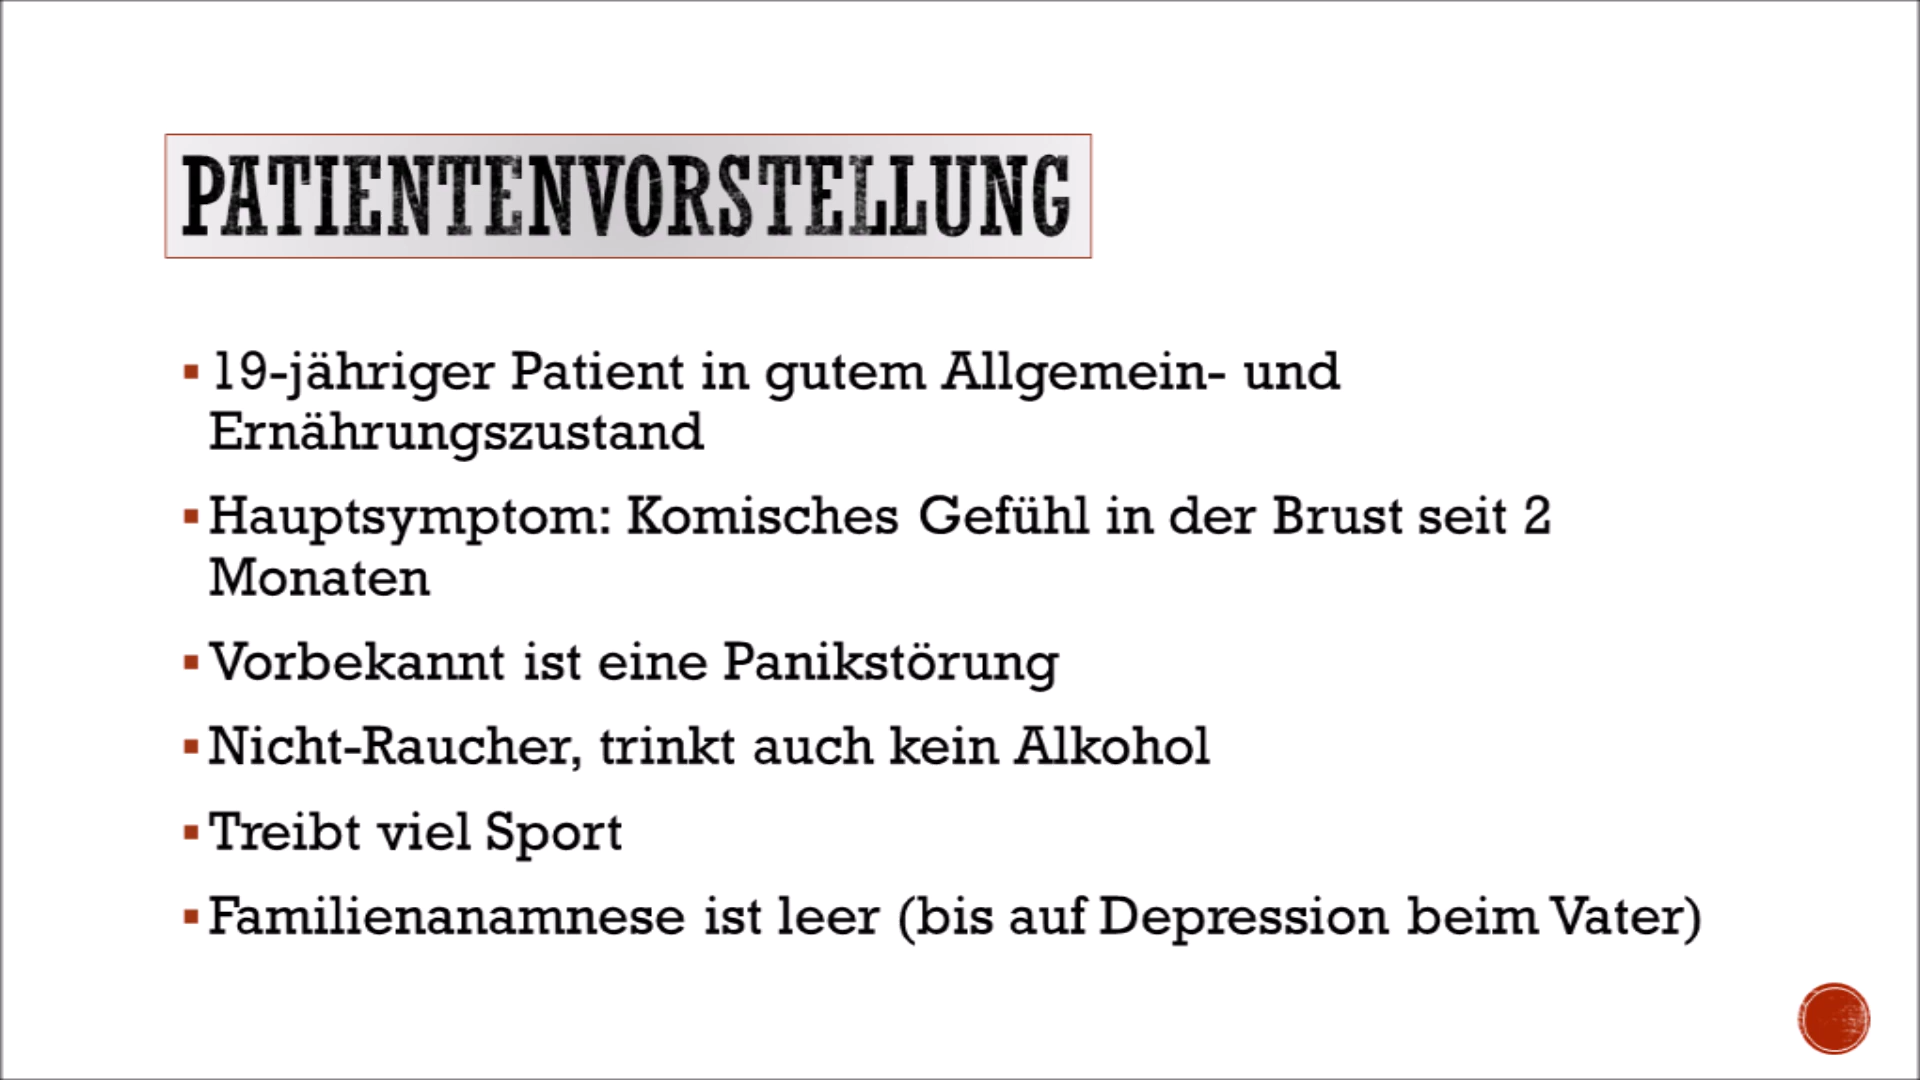 PATIENTENVORSTELLUNG
▪ 19-jähriger Patient in gutem Allgemein- und
Ernährungszustand
▪ Hauptsymptom: Komisches Gefühl in der Brust seit 2
Monaten
▪ Vorbekannt ist eine Panikstörung
▪ Nicht-Raucher, trinkt auch kein Alkohol
▪ Treibt viel Sport
▪ Familienanamnese ist leer (bis auf Depression beim Vater)